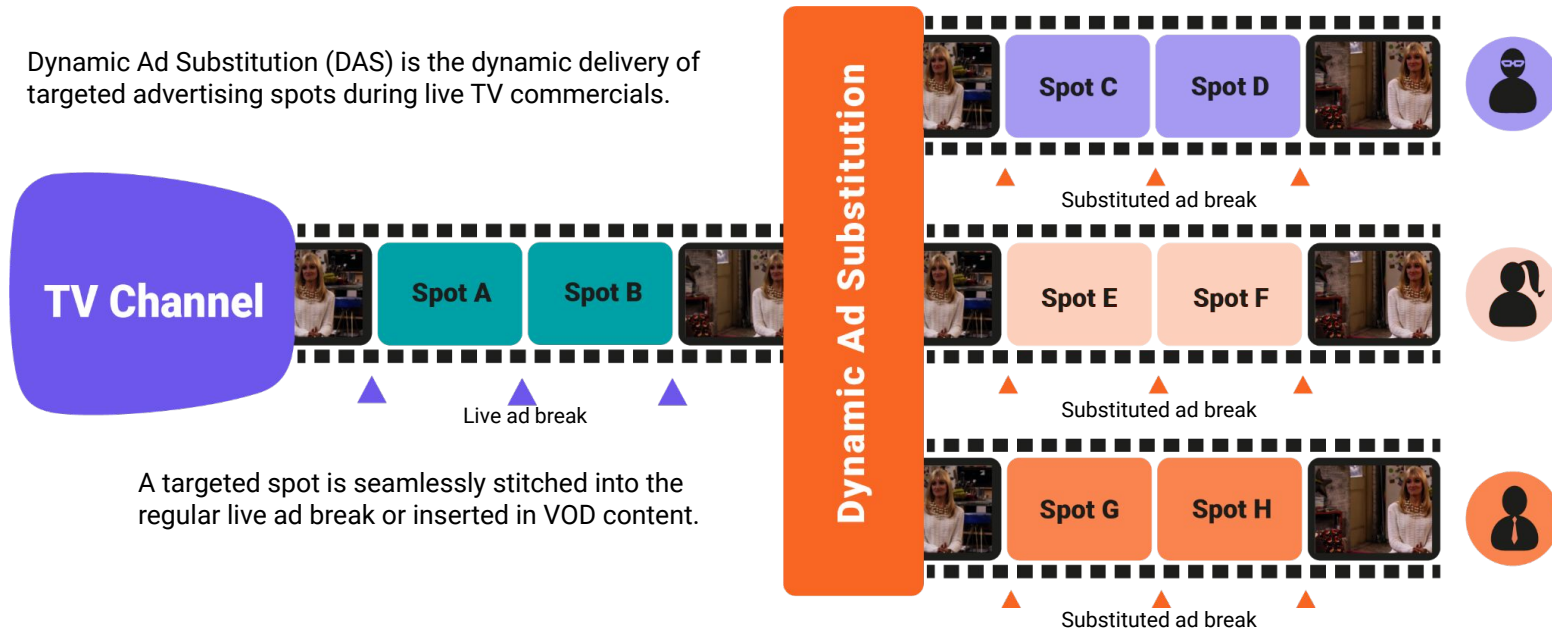 Dynamic Ad Substitution (DAS) is the dynamic delivery of
targeted advertising spots during live TV commercials.
TV Channel
Spot A
Spot B
Live ad break
A targeted spot is seamlessly stitched into the
regular live ad break or inserted in VOD content.
Dynamic Ad Substitution
Spot C
Spot D
Substituted ad break
Spot E
Spot F
Substituted ad break
Spot G
Spot H
Substituted ad break